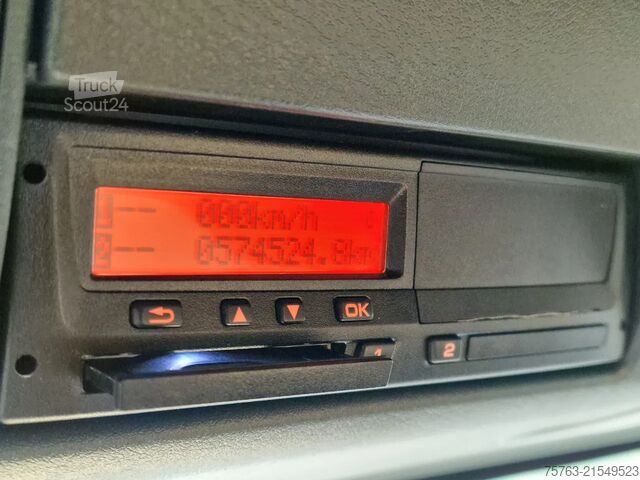 Truck
Scout24
1 -- 000km/h
2 -- 0574524.8km
OK
1 2
75763-21549523